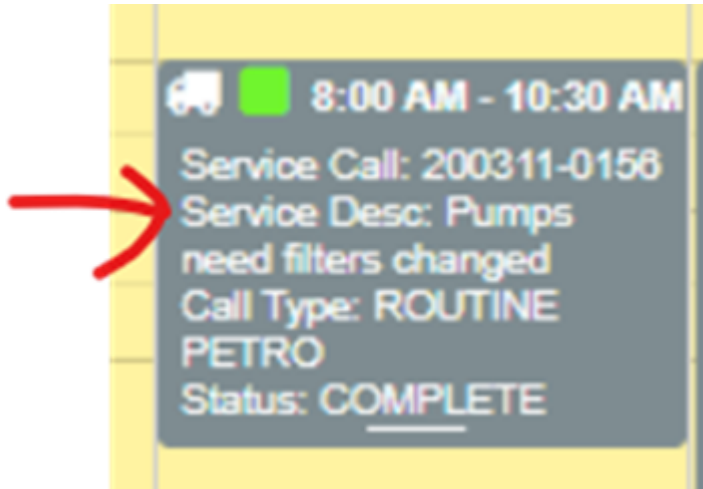 8:00 AM - 10:30 AM
Service Call: 200311-0156
Service Desc: Pumps
need filters changed
Call Type: ROUTINE
PETRO
Status: COMPLETE